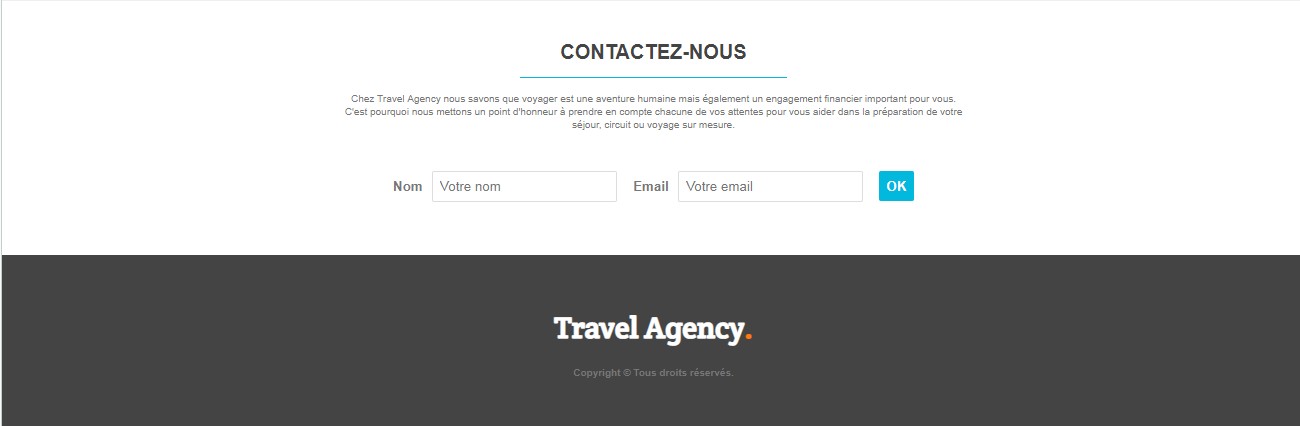 CONTACTEZ-NOUS
Chez Travel Agency nous savons que voyager est une aventure humaine mais également un engagement financier important pour vous.
C'est pourquoi nous mettons un point d'honneur à prendre en compte chacune de vos attentes pour vous aider dans la préparation de votre
séjour, circuit ou voyage sur mesure.
Nom Votre nom Email Votre email OK
Travel Agency.
Copyright © Tous droits réservés.